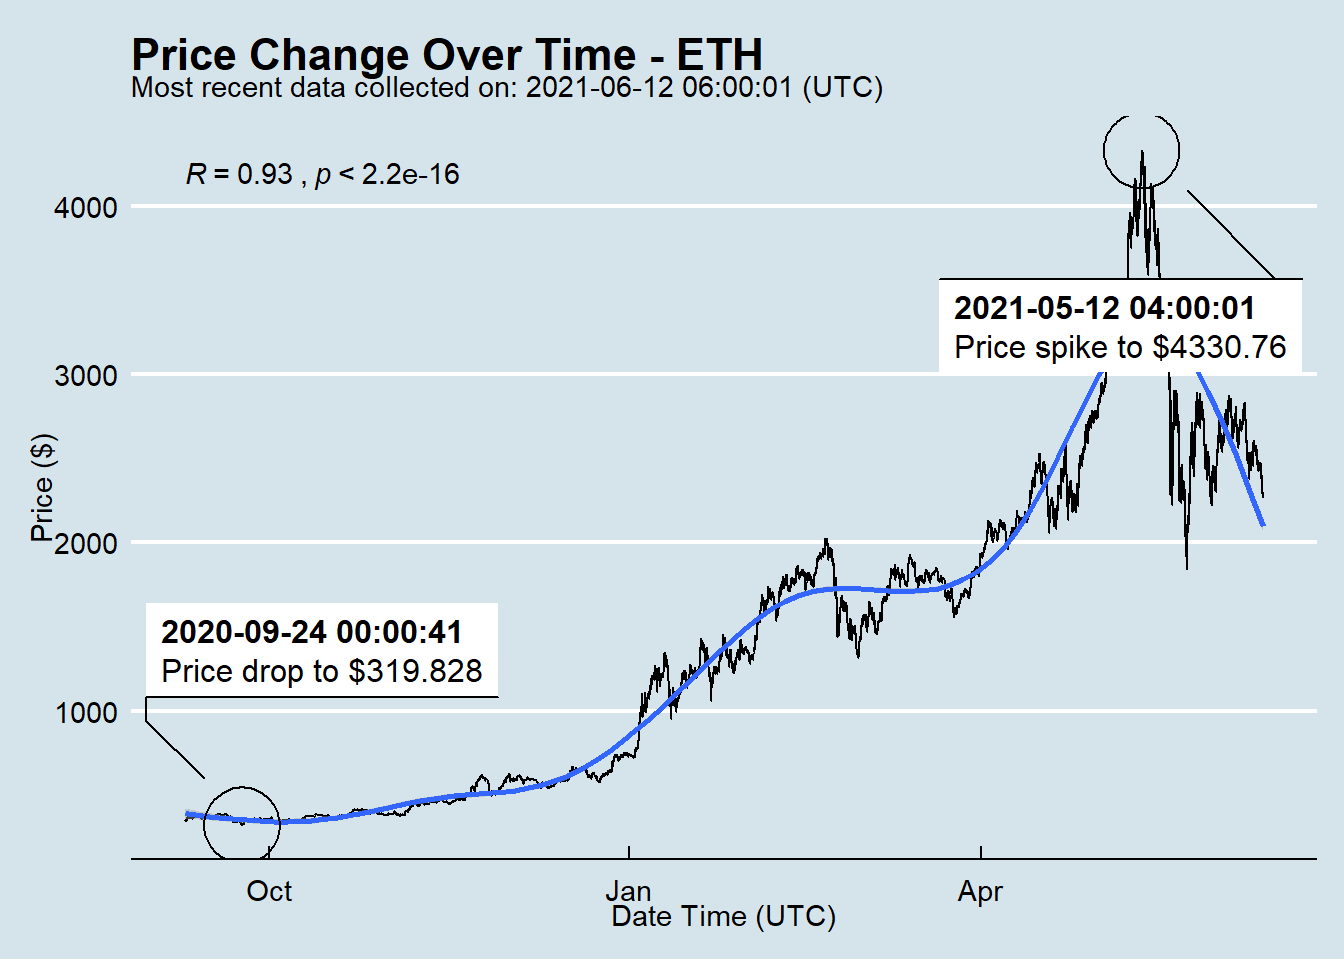 Price Change Over Time - ETH
Most recent data collected on: 2021-06-12 06:00:01 (UTC)
R = 0.93 , p < 2.2e-16
4000
2021-05-12 04:00:01
Price spike to $4330.76
3000
Price ($)
2000
2020-09-24 00:00:41
Price drop to $319.828
1000
Oct Jan Apr
Date Time (UTC)